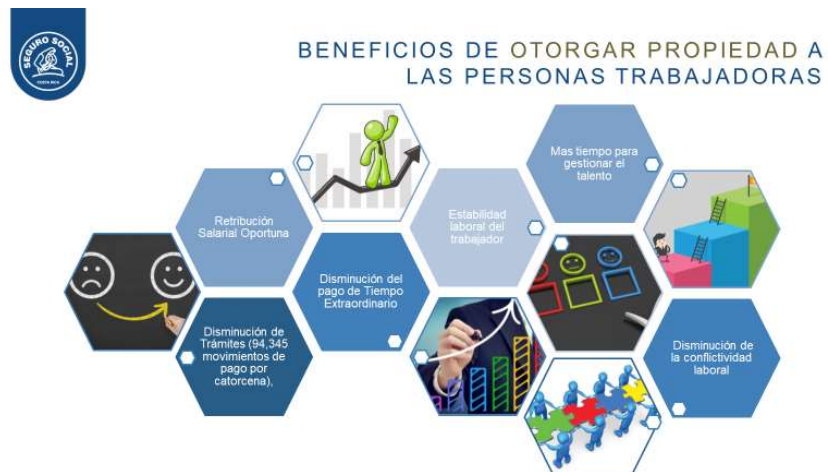 SEGURO SOCIAL
COSTA RICA
BENEFICIOS DE OTORGAR PROPIEDAD A
LAS PERSONAS TRABAJADORAS
Retribución
Salarial Oportuna
Disminución de
Trámites (94,345
movimientos de
pago por
catorcena),
Disminución del
pago de Tiempo
Extraordinario
Estabilidad
laboral del
trabajador
Mas tiempo para
gestionar el
talento
Disminución de
la conflictividad
laboral